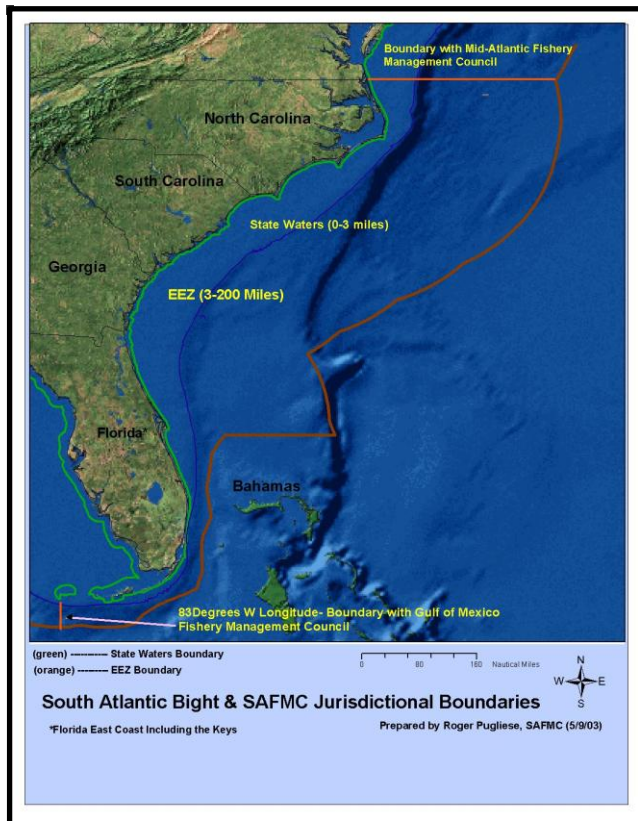 Boundary with Mid-Atlantic Fishery
Management Council
North Carolina
South Carolina
State Waters (0-3 miles)
Georgia
EEZ (3-200 Miles)
Florida*
Bahamas
83Degrees W Longitude- Boundary with Gulf of Mexico
Fishery Management Council
(green) ----------- State Waters Boundary
(orange) --------- EEZ Boundary
0 80 160 Nautical Miles
N
W E
S
South Atlantic Bight & SAFMC Jurisdictional Boundaries
*Florida East Coast Including the Keys
Prepared by Roger Pugliese, SAFMC (5/9/03)